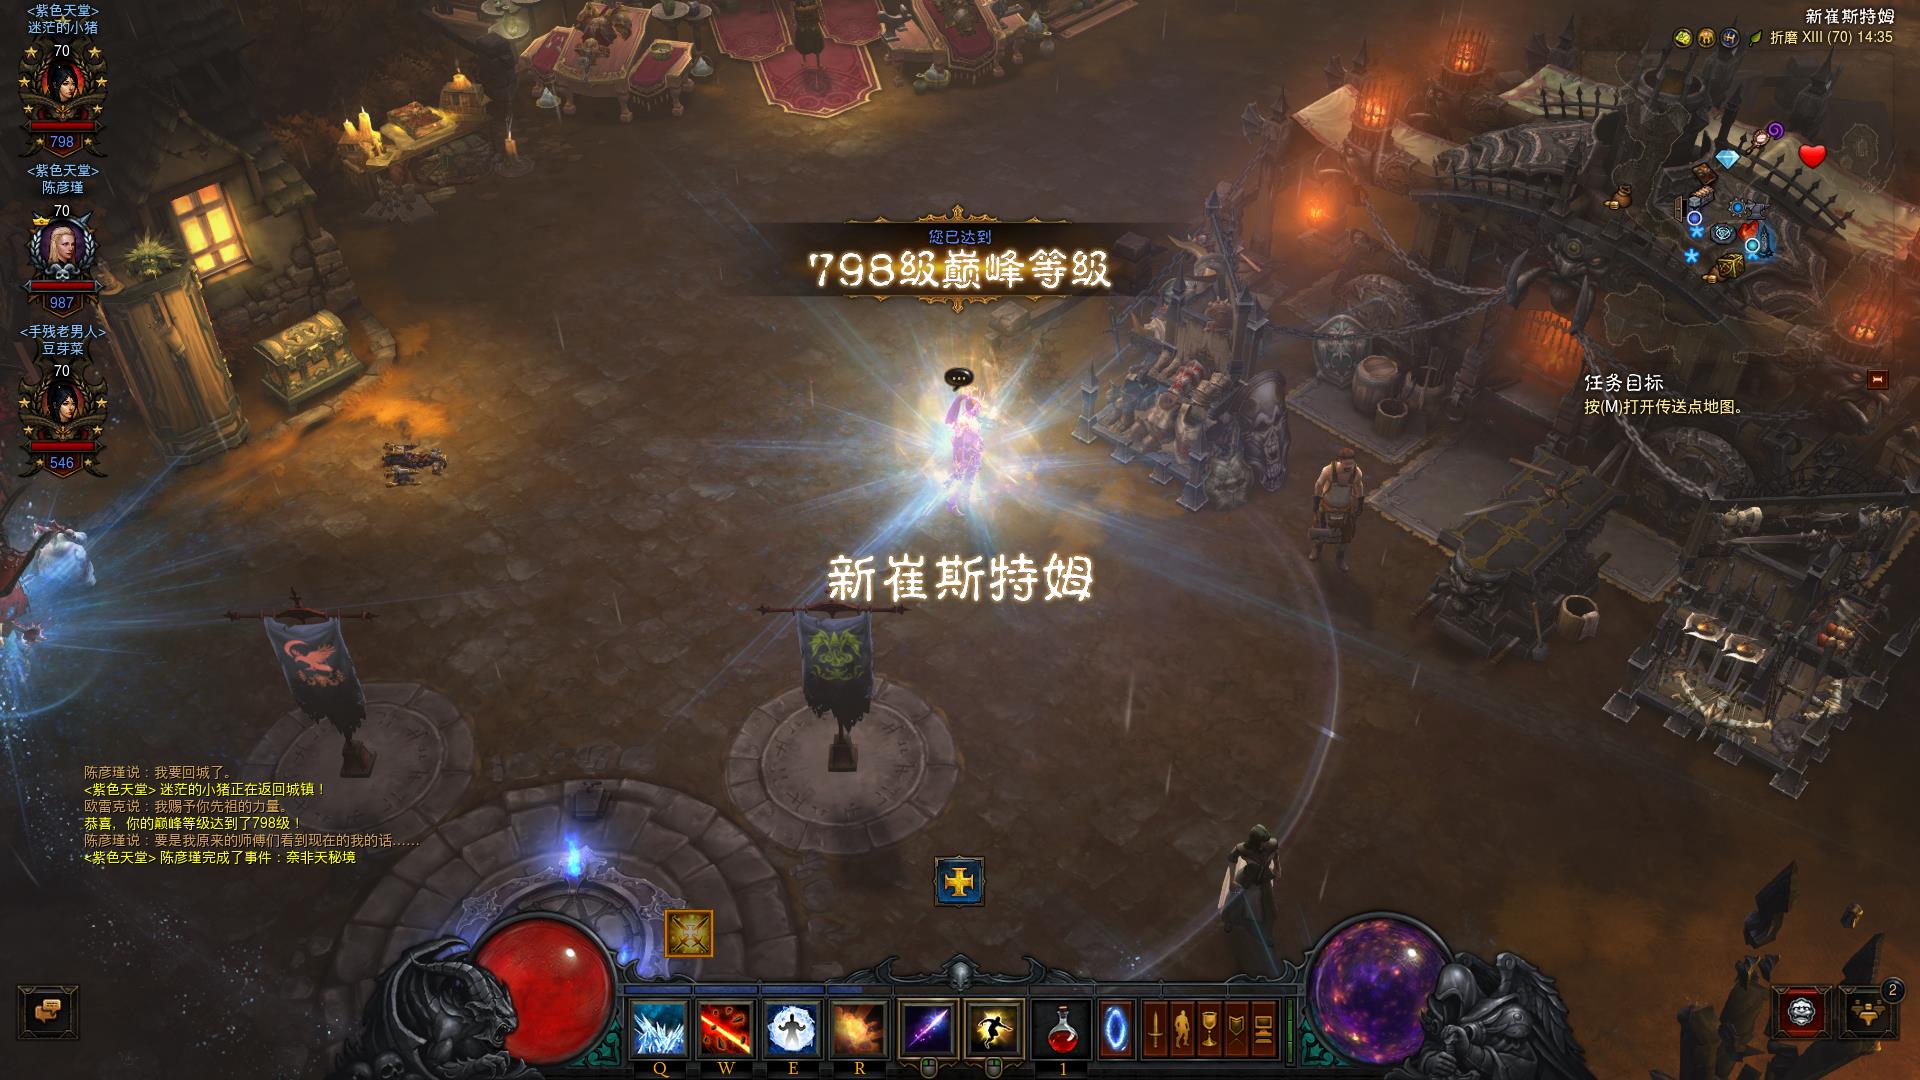 <紫色天堂>
迷茫的小猪
70
798
<紫色天堂>
陈彦瑾
70
987
<手残老男人>
豆芽菜
70
546
新崔斯特姆
折磨 XIII (70) 14:35
您已达到
798级巅峰等级
任务目标
按(M)打开传送点地图。
新崔斯特姆
陈彦瑾说：我要回城了。
<紫色天堂> 迷茫的小猪正在返回城镇！
欧雷克说：我赐予你先祖的力量。
恭喜，你的巅峰等级达到了798级！
陈彦瑾说：要是我原来的师傅们看到现在的我的话……
<紫色天堂> 陈彦瑾完成了事件：奈非天秘境
2
Q W E R 1